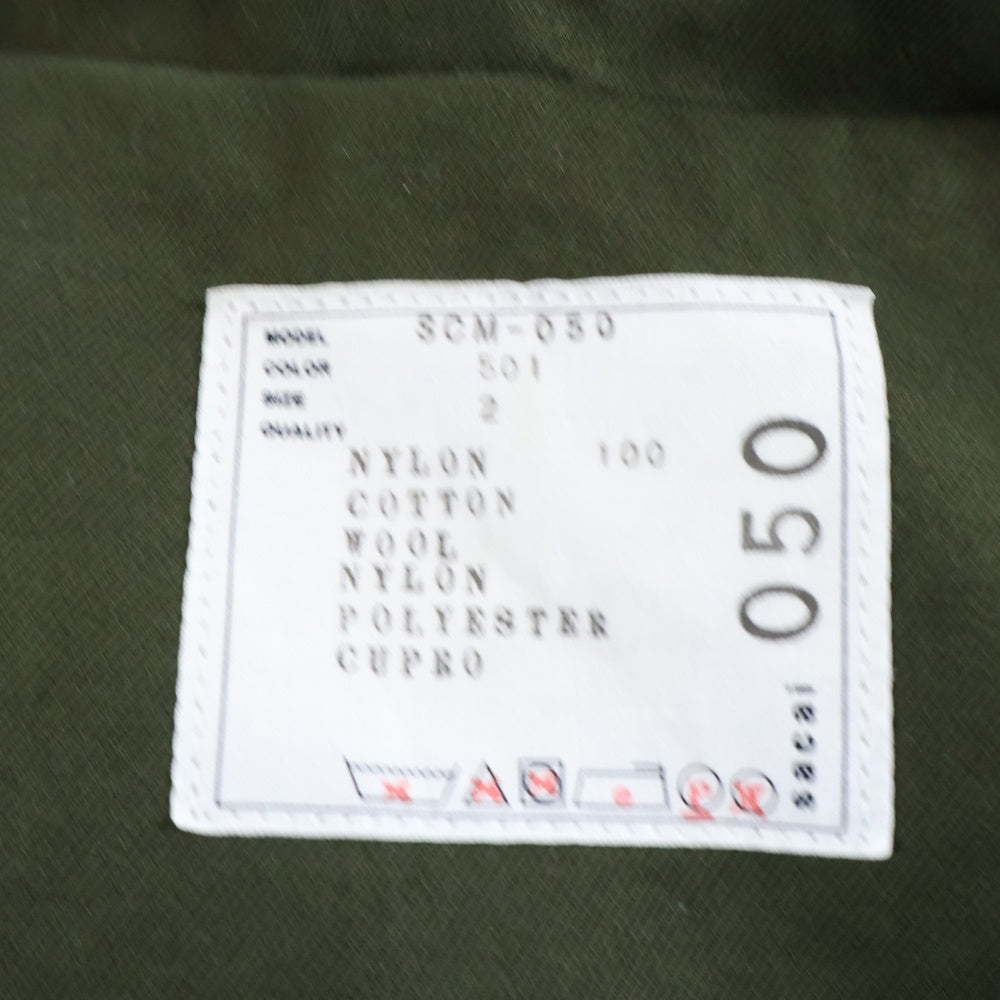 MODEL SCM-050
COLOR 501
SIZE 2
QUALITY
NYLON 100
COTTON
WOOL
NYLON
POLYESTER
CUPRO
050
sacai
P